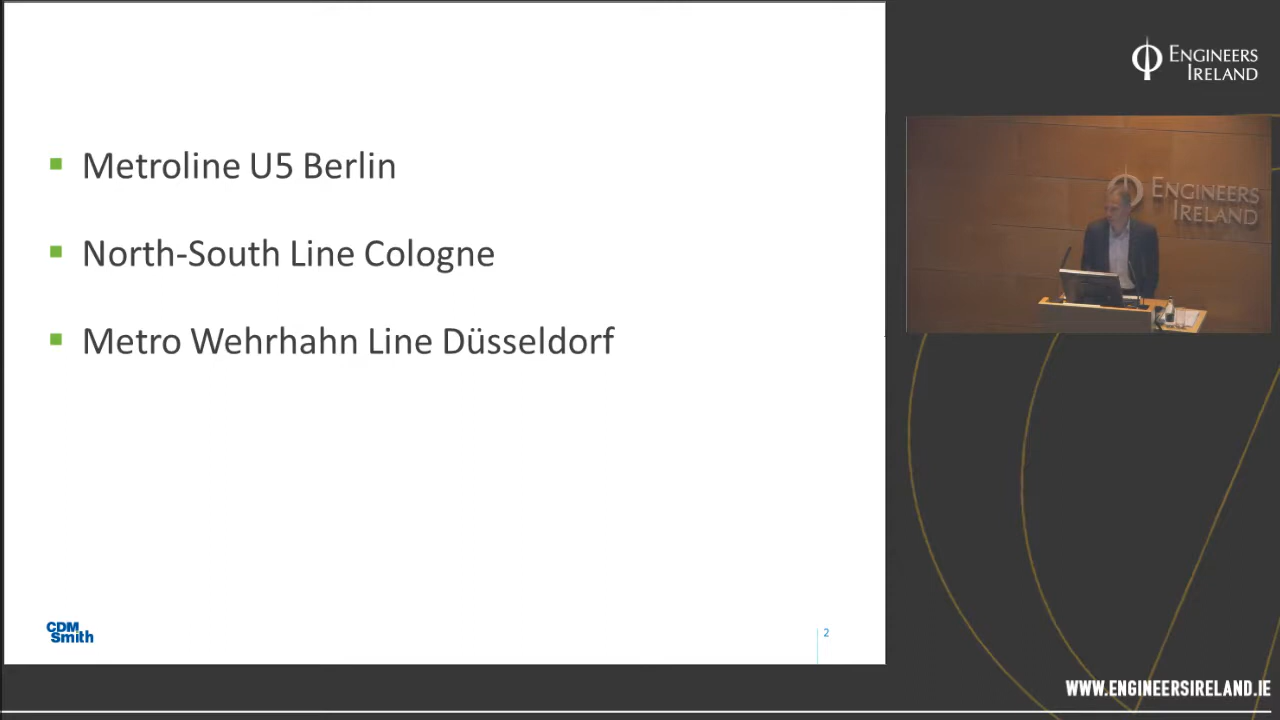 Metroline U5 Berlin
North-South Line Cologne
Metro Wehrhahn Line Düsseldorf
CDM
Smith
2
ENGINEERS
IRELAND
ENGINEERS
IRELAND
WWW.ENGINEERSIRELAND.IE